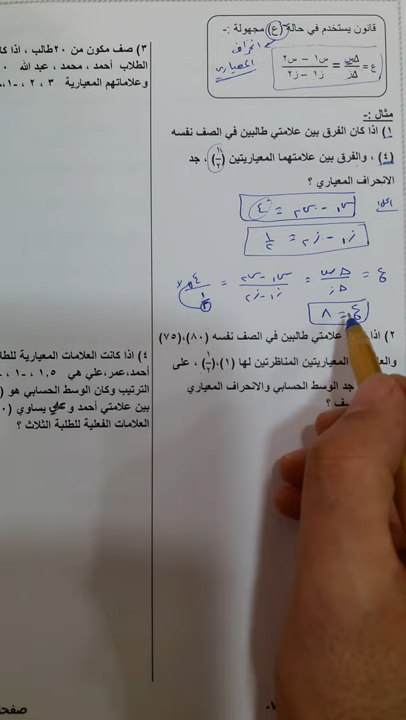 قانون يستخدم في حالة (ع) مجهولة :-
انحراف
المعياري
ع = Δس / Δز = س١ − س٢ / ز١ − ز٢
مثال :-
١) اذا كان الفرق بين علامتي طالبين في الصف نفسه
(٤) ، والفرق بين علامتهما المعياريتين (١/٢) ، جد
الانحراف المعياري ؟
س١ − س٢ = ٤
ز١ − ز٢ = ١/٢
ع = Δس / Δز = س١ − س٢ / ز١ − ز٢ = ٤ / ١/٢ × ٢
ع = ٨
٢) اذا علامتي طالبين في الصف نفسه (٨٠)،(٧٥)
المعياريتين المناظرتين لها (١)،(١/٢) ، على
جد الوسط الحسابي والانحراف المعياري
؟
٣) صف مكون من ٢٠طالب ، اذا
الطلاب أحمد ، محمد ، عبد الله
وعلاماتهم المعيارية ٣ ، ٢ ، -١
٤) اذا كانت العلامات المعيارية
أحمد،عمر،علي هي ١.٥ ، -١ ،
الترتيب وكان الوسط الحسابي هو
بين علامتي أحمد و علي يساوي
العلامات الفعلية للطلبة الثلاث ؟